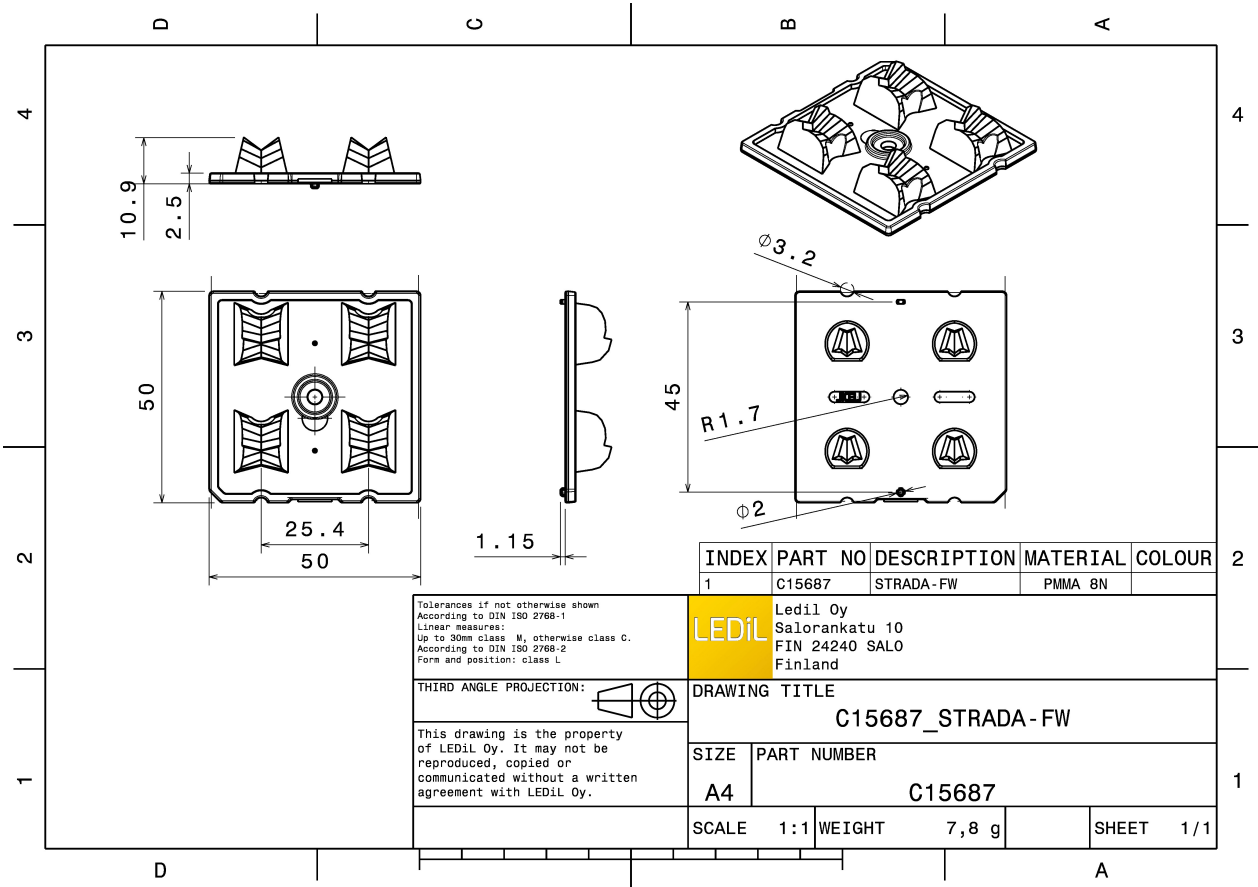 D
C
B
A
4
4
10.9
2.5
ø3.2
3
3
50
45
R1.7
ø2
25.4
50
1.15
2
2
INDEX PART NO DESCRIPTION MATERIAL COLOUR
1 C15687 STRADA-FW PMMA 8N
Tolerances if not otherwise shown
According to DIN ISO 2768-1
Linear measures:
Up to 30mm class M, otherwise class C.
According to DIN ISO 2768-2
Form and position: class L
LEDiL
Ledil Oy
Salorankatu 10
FIN 24240 SALO
Finland
THIRD ANGLE PROJECTION:
DRAWING TITLE
C15687_STRADA-FW
This drawing is the property
of LEDiL Oy. It may not be
reproduced, copied or
communicated without a written
agreement with LEDiL Oy.
SIZE
A4
PART NUMBER
C15687
1
1
SCALE 1:1 WEIGHT 7,8 g SHEET 1/1
D
A